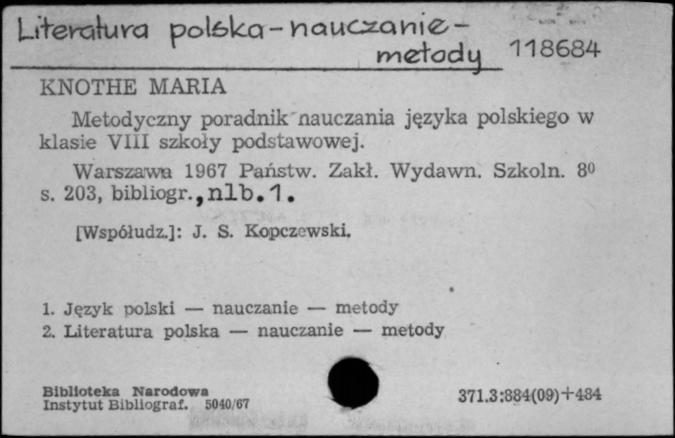 Literatura polska - nauczanie -
metody 118684
KNOTHE MARIA
Metodyczny poradnik nauczania języka polskiego w
klasie VIII szkoły podstawowej.
Warszawa 1967 Państw. Zakł. Wydawn. Szkoln. 8⁰
s. 203, bibliogr., nlb. 1.
[Współudz.]: J. S. Kopczewski.
1. Język polski — nauczanie — metody
2. Literatura polska — nauczanie — metody
Biblioteka Narodowa
Instytut Bibliograf. 5040/67 371.3:884(09)+484